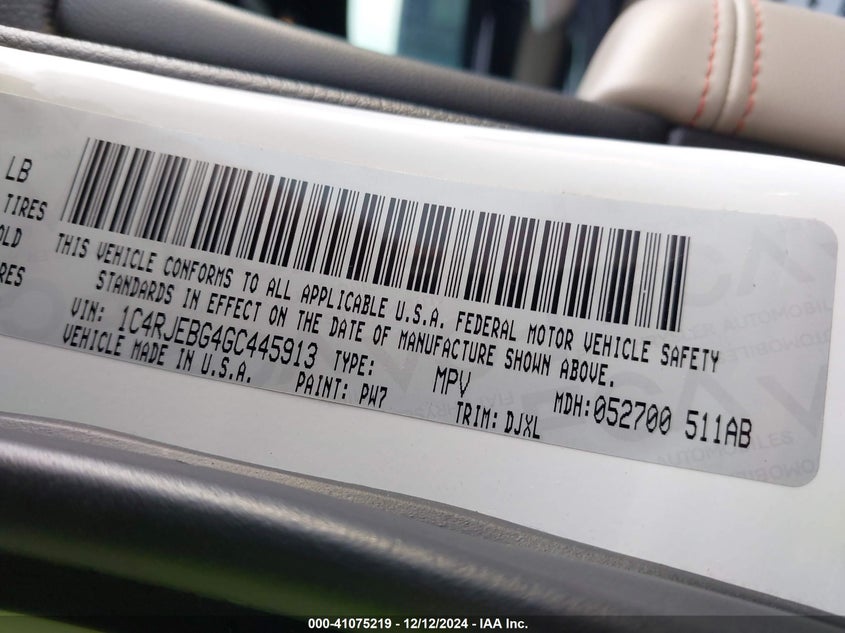 LB
TIRES
OLD
RES
THIS VEHICLE CONFORMS TO ALL APPLICABLE U.S.A. FEDERAL MOTOR VEHICLE SAFETY
STANDARDS IN EFFECT ON THE DATE OF MANUFACTURE SHOWN ABOVE.
VIN: 1C4RJEBG4GC445913 TYPE: MPV MDH:052700 511AB
VEHICLE MADE IN U.S.A. PAINT: PW7 TRIM: DJXL
AUTOMOBILES
000-41075219 - 12/12/2024 - IAA Inc.